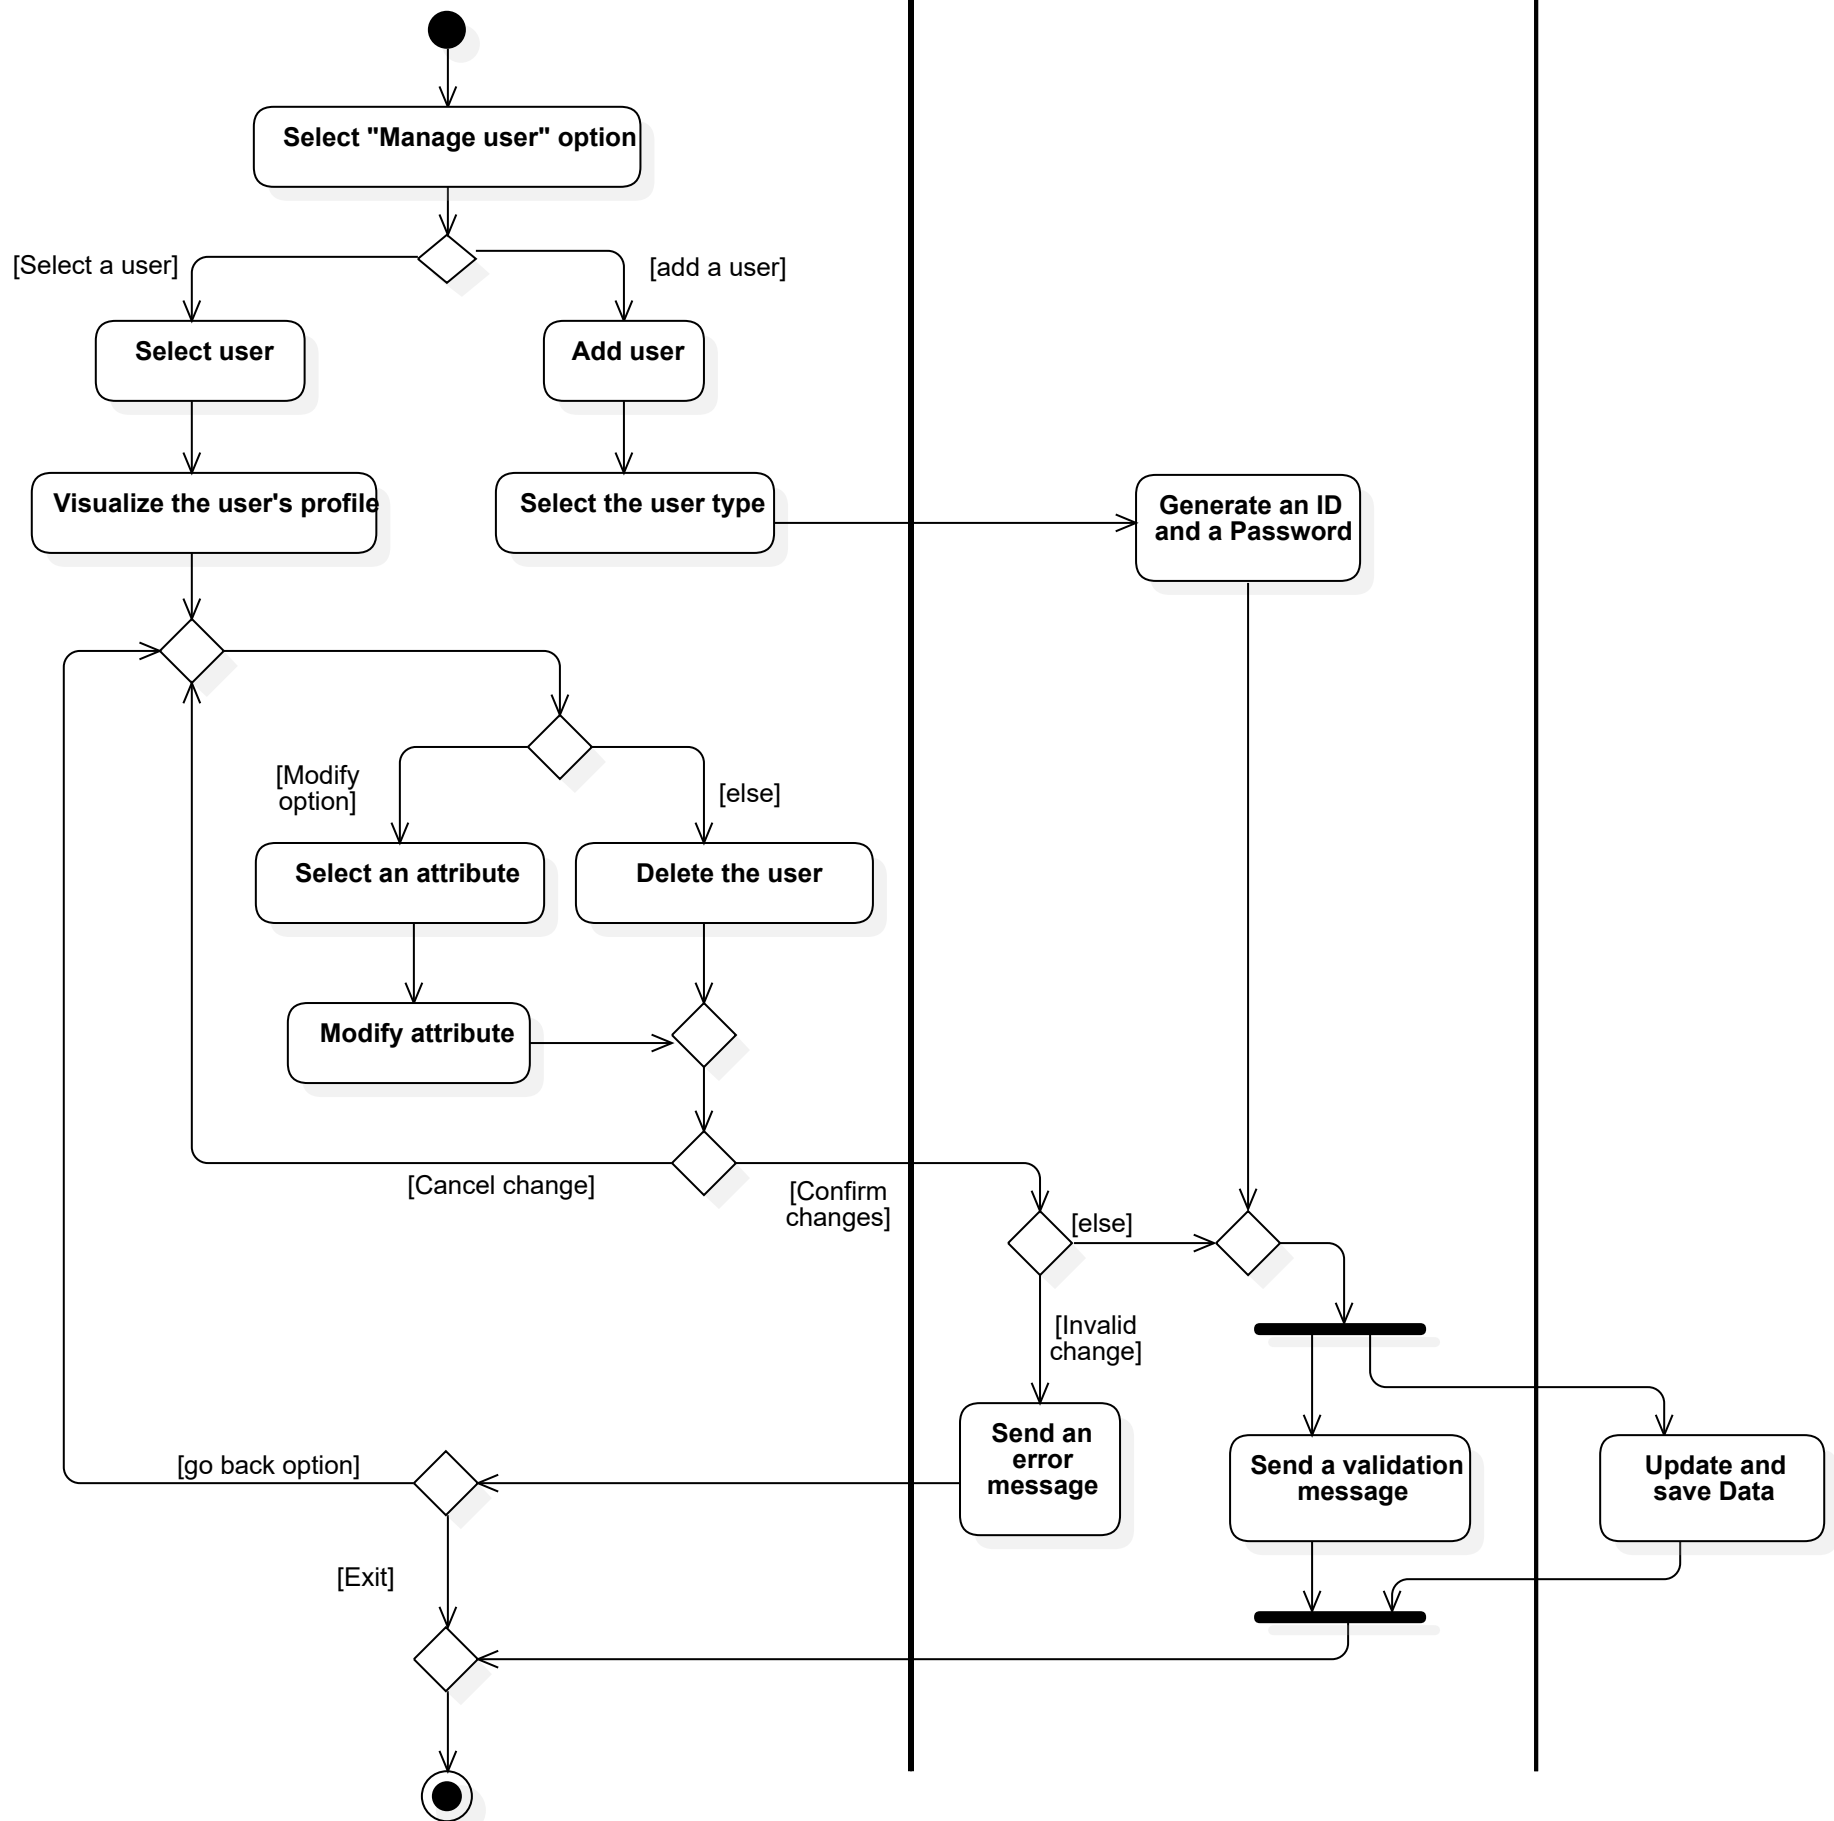 Select "Manage user" option
[Select a user]
[add a user]
Select user
Add user
Visualize the user's profile
Select the user type
Generate an ID
and a Password
[Modify
option]
[else]
Select an attribute
Delete the user
Modify attribute
[Cancel change]
[Confirm
changes]
[else]
[Invalid
change]
Send an
error
message
[go back option]
Send a validation
message
Update and
save Data
[Exit]